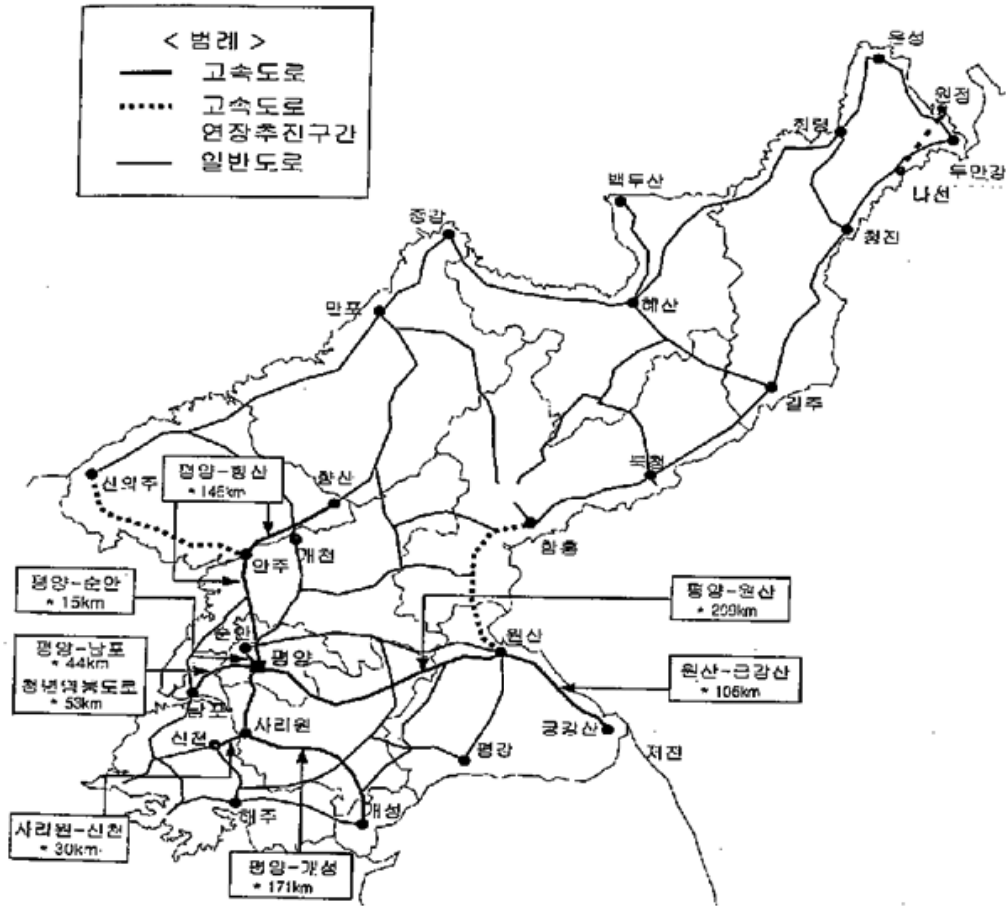 < 범례 >
고속도로
고속도로
연장추진구간
일반도로
온성
원정
회령
두만강
나선
백두산
청진
중강
혜산
만포
길주
신의주
평양-향산
* 146km
향산
북청
함흥
안주
개천
평양-순안
* 15km
평양-원산
* 209km
순안
원산
평양-남포
* 44km
청년영웅도로
* 53km
평양
원산-금강산
* 106km
남포
사리원
신천
평강
금강산
제진
해주
개성
사리원-신천
* 30km
평양-개성
* 171km